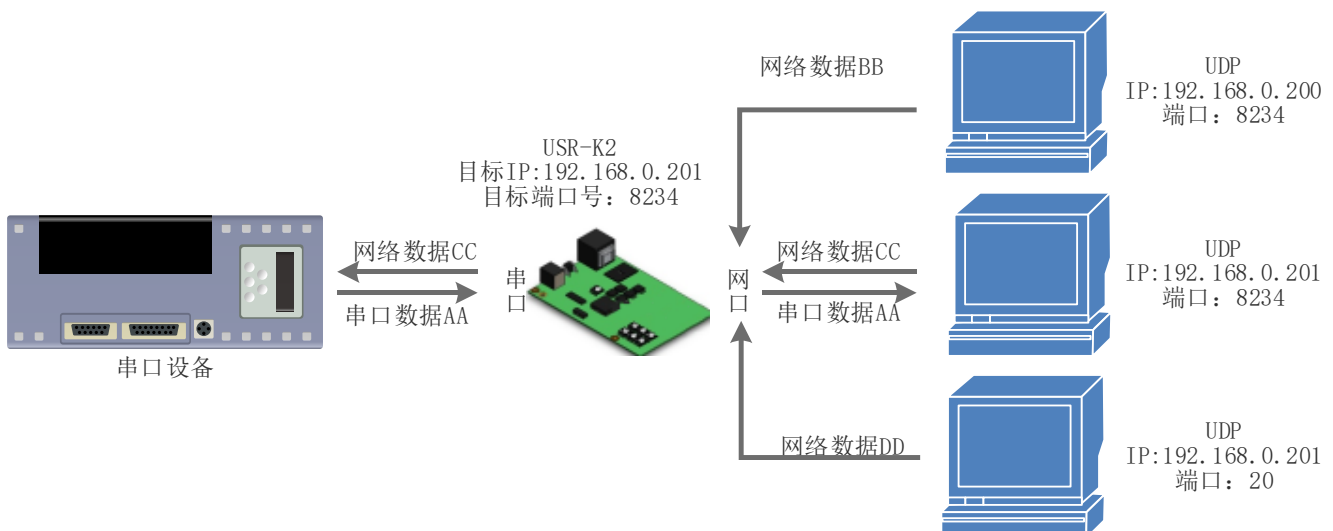 网络数据BB
UDP
IP:192.168.0.200
端口：8234
USR-K2
目标IP:192.168.0.201
目标端口号：8234
网络数据CC
串口数据AA
串口
网口
网络数据CC
串口数据AA
UDP
IP:192.168.0.201
端口：8234
串口设备
网络数据DD
UDP
IP:192.168.0.201
端口：20